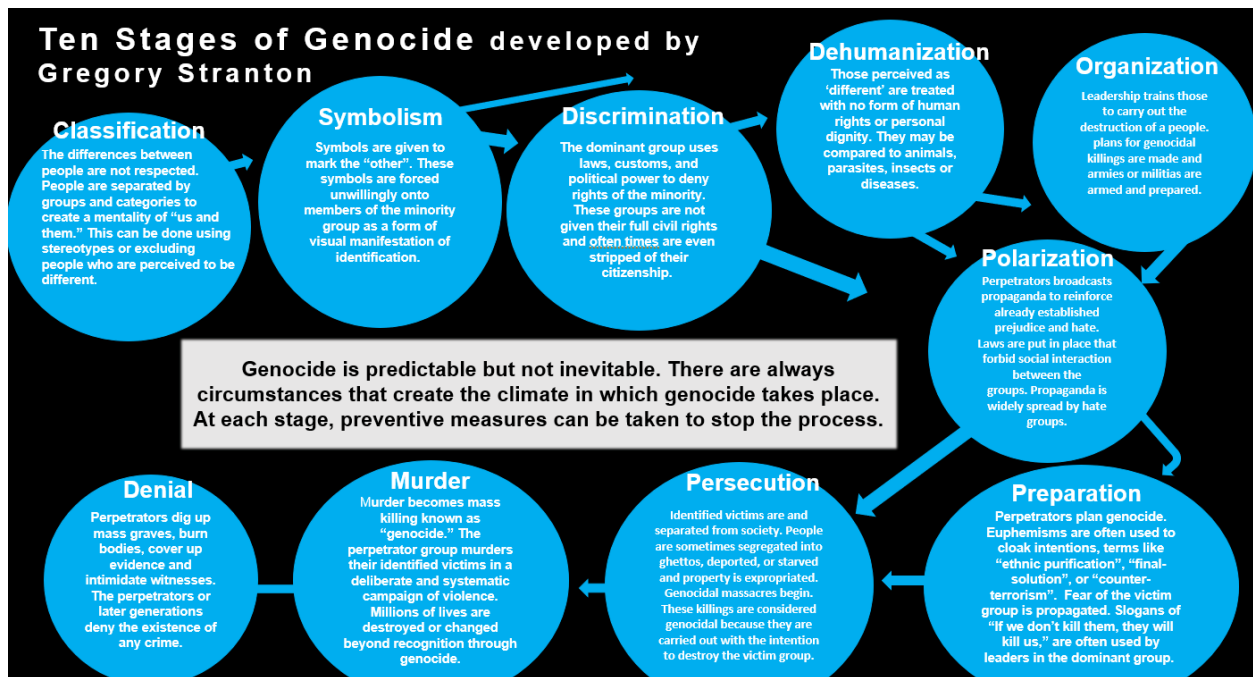 Ten Stages of Genocide developed by
Gregory Stranton
Classification
The differences between
people are not respected.
People are separated by
groups and categories to
create a mentality of “us and
them.” This can be done using
stereotypes or excluding
people who are perceived to be
different.
Symbolism
Symbols are given to
mark the “other”. These
symbols are forced
unwillingly onto
members of the minority
group as a form of
visual manifestation of
identification.
Discrimination
The dominant group uses
laws, customs, and
political power to deny
rights of the minority.
These groups are not
given their full civil rights
and often times are even
stripped of their
citizenship.
Dehumanization
Those perceived as
‘different’ are treated
with no form of human
rights or personal
dignity. They may be
compared to animals,
parasites, insects or
diseases.
Organization
Leadership trains those
to carry out the
destruction of a people.
plans for genocidal
killings are made and
armies or militias are
armed and prepared.
Polarization
Perpetrators broadcasts
propaganda to reinforce
already established
prejudice and hate.
Laws are put in place that
forbid social interaction
between the
groups. Propaganda is
widely spread by hate
groups.
Genocide is predictable but not inevitable. There are always
circumstances that create the climate in which genocide takes place.
At each stage, preventive measures can be taken to stop the process.
Preparation
Perpetrators plan genocide.
Euphemisms are often used to
cloak intentions, terms like
“ethnic purification”, “final-
solution”, or “counter-
terrorism”. Fear of the victim
group is propagated. Slogans of
“If we don’t kill them, they will
kill us,” are often used by
leaders in the dominant group.
Persecution
Identified victims are and
separated from society. People
are sometimes segregated into
ghettos, deported, or starved
and property is expropriated.
Genocidal massacres begin.
These killings are considered
genocidal because they are
carried out with the intention
to destroy the victim group.
Murder
Murder becomes mass
killing known as
“genocide.” The
perpetrator group murders
their identified victims in a
deliberate and systematic
campaign of violence.
Millions of lives are
destroyed or changed
beyond recognition through
genocide.
Denial
Perpetrators dig up
mass graves, burn
bodies, cover up
evidence and
intimidate witnesses.
The perpetrators or
later generations
deny the existence of
any crime.